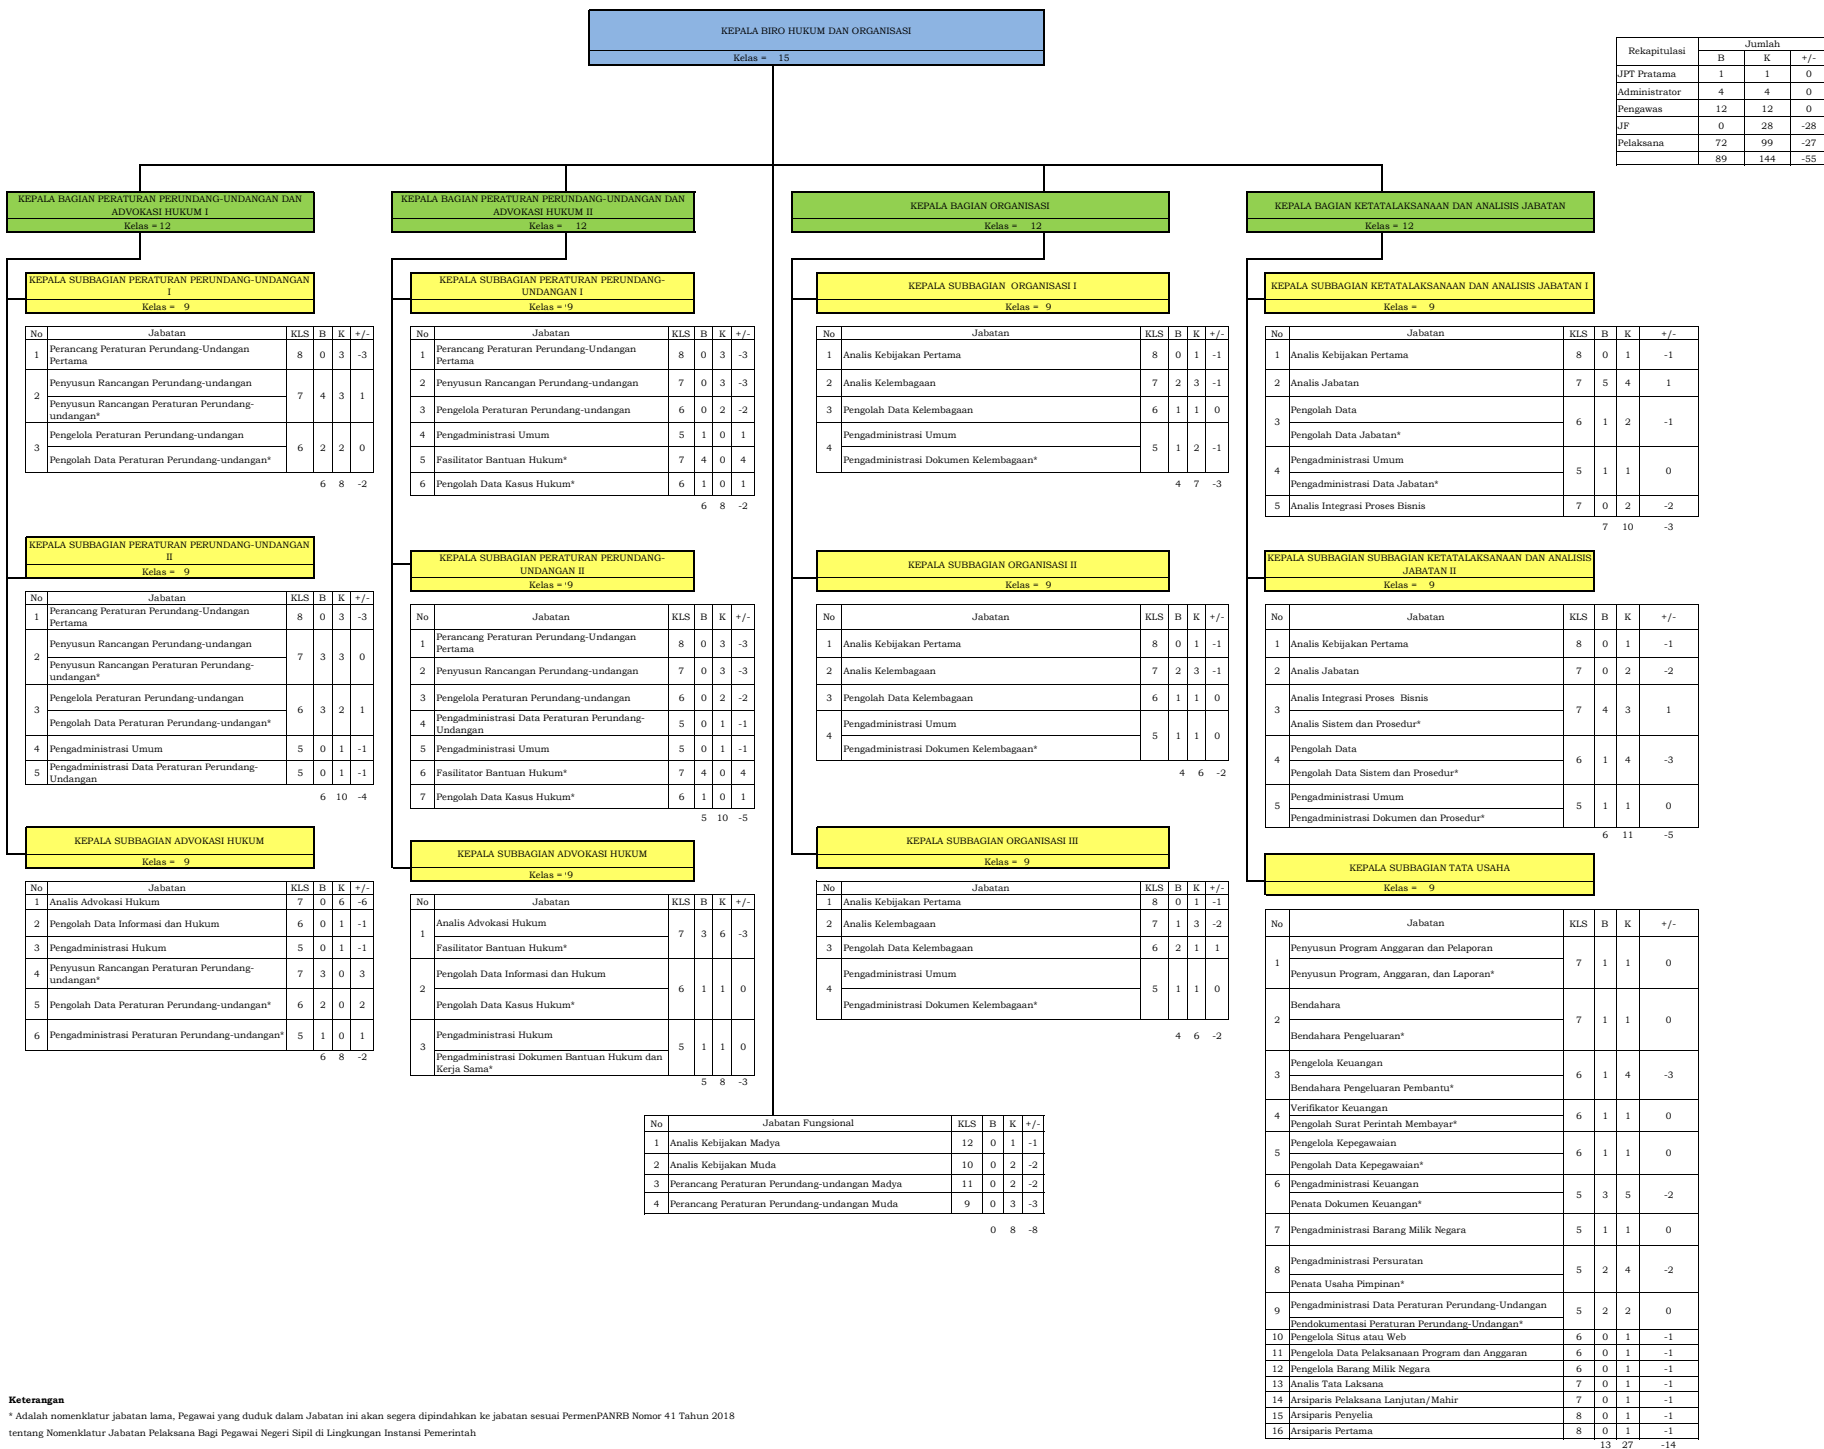 KEPALA BIRO HUKUM DAN ORGANISASI
Kelas = 15
Rekapitulasi Jumlah
B K +/-
JPT Pratama 1 1 0
Administrator 4 4 0
Pengawas 12 12 0
JF 0 28 -28
Pelaksana 72 99 -27
89 144 -55
KEPALA BAGIAN PERATURAN PERUNDANG-UNDANGAN DAN
ADVOKASI HUKUM I
Kelas = 12
KEPALA SUBBAGIAN PERATURAN PERUNDANG-UNDANGAN
I
Kelas = 9
No Jabatan KLS B K +/-
1 Perancang Peraturan Perundang-Undangan
Pertama 8 0 3 -3
2 Penyusun Rancangan Perundang-undangan 7 4 3 1
Penyusun Rancangan Peraturan Perundang-
undangan*
3 Pengelola Peraturan Perundang-undangan 6 2 2 0
Pengolah Data Peraturan Perundang-undangan*
6 8 -2
KEPALA SUBBAGIAN PERATURAN PERUNDANG-UNDANGAN
II
Kelas = 9
No Jabatan KLS B K +/-
1 Perancang Peraturan Perundang-Undangan
Pertama 8 0 3 -3
2 Penyusun Rancangan Perundang-undangan 7 3 3 0
Penyusun Rancangan Peraturan Perundang-
undangan*
3 Pengelola Peraturan Perundang-undangan 6 3 2 1
Pengolah Data Peraturan Perundang-undangan*
4 Pengadministrasi Umum 5 0 1 -1
5 Pengadministrasi Data Peraturan Perundang-
Undangan 5 0 1 -1
6 10 -4
KEPALA SUBBAGIAN ADVOKASI HUKUM
Kelas = 9
No Jabatan KLS B K +/-
1 Analis Advokasi Hukum 7 0 6 -6
2 Pengolah Data Informasi dan Hukum 6 0 1 -1
3 Pengadministrasi Hukum 5 0 1 -1
4 Penyusun Rancangan Peraturan Perundang-
undangan* 7 3 0 3
5 Pengolah Data Peraturan Perundang-undangan* 6 2 0 2
6 Pengadministrasi Peraturan Perundang-undangan* 5 1 0 1
6 8 -2
KEPALA BAGIAN PERATURAN PERUNDANG-UNDANGAN DAN
ADVOKASI HUKUM II
Kelas = 12
KEPALA SUBBAGIAN PERATURAN PERUNDANG-
UNDANGAN I
Kelas = '9
No Jabatan KLS B K +/-
1 Perancang Peraturan Perundang-Undangan
Pertama 8 0 3 -3
2 Penyusun Rancangan Perundang-undangan 7 0 3 -3
3 Pengelola Peraturan Perundang-undangan 6 0 2 -2
4 Pengadministrasi Umum 5 1 0 1
5 Fasilitator Bantuan Hukum* 7 4 0 4
6 Pengolah Data Kasus Hukum* 6 1 0 1
6 8 -2
KEPALA SUBBAGIAN PERATURAN PERUNDANG-
UNDANGAN II
Kelas = '9
No Jabatan KLS B K +/-
1 Perancang Peraturan Perundang-Undangan
Pertama 8 0 3 -3
2 Penyusun Rancangan Perundang-undangan 7 0 3 -3
3 Pengelola Peraturan Perundang-undangan 6 0 2 -2
4 Pengadministrasi Data Peraturan Perundang-
Undangan 5 0 1 -1
5 Pengadministrasi Umum 5 0 1 -1
6 Fasilitator Bantuan Hukum* 7 4 0 4
7 Pengolah Data Kasus Hukum* 6 1 0 1
5 10 -5
KEPALA SUBBAGIAN ADVOKASI HUKUM
Kelas = '9
No Jabatan KLS B K +/-
1 Analis Advokasi Hukum 7 3 6 -3
Fasilitator Bantuan Hukum*
2 Pengolah Data Informasi dan Hukum 6 1 1 0
Pengolah Data Kasus Hukum*
3 Pengadministrasi Hukum 5 1 1 0
Pengadministrasi Dokumen Bantuan Hukum dan
Kerja Sama*
5 8 -3
KEPALA BAGIAN ORGANISASI
Kelas = 12
KEPALA SUBBAGIAN ORGANISASI I
Kelas = 9
No Jabatan KLS B K +/-
1 Analis Kebijakan Pertama 8 0 1 -1
2 Analis Kelembagaan 7 2 3 -1
3 Pengolah Data Kelembagaan 6 1 1 0
4 Pengadministrasi Umum 5 1 2 -1
Pengadministrasi Dokumen Kelembagaan*
4 7 -3
KEPALA SUBBAGIAN ORGANISASI II
Kelas = 9
No Jabatan KLS B K +/-
1 Analis Kebijakan Pertama 8 0 1 -1
2 Analis Kelembagaan 7 2 3 -1
3 Pengolah Data Kelembagaan 6 1 1 0
4 Pengadministrasi Umum 5 1 1 0
Pengadministrasi Dokumen Kelembagaan*
4 6 -2
KEPALA SUBBAGIAN ORGANISASI III
Kelas = 9
No Jabatan KLS B K +/-
1 Analis Kebijakan Pertama 8 0 1 -1
2 Analis Kelembagaan 7 1 3 -2
3 Pengolah Data Kelembagaan 6 2 1 1
4 Pengadministrasi Umum 5 1 1 0
Pengadministrasi Dokumen Kelembagaan*
4 6 -2
KEPALA BAGIAN KETATALAKSANAAN DAN ANALISIS JABATAN
Kelas = 12
KEPALA SUBBAGIAN KETATALAKSANAAN DAN ANALISIS JABATAN I
Kelas = 9
No Jabatan KLS B K +/-
1 Analis Kebijakan Pertama 8 0 1 -1
2 Analis Jabatan 7 5 4 1
3 Pengolah Data 6 1 2 -1
Pengolah Data Jabatan*
4 Pengadministrasi Umum 5 1 1 0
Pengadministrasi Data Jabatan*
5 Analis Integrasi Proses Bisnis 7 0 2 -2
7 10 -3
KEPALA SUBBAGIAN SUBBAGIAN KETATALAKSANAAN DAN ANALISIS
JABATAN II
Kelas = 9
No Jabatan KLS B K +/-
1 Analis Kebijakan Pertama 8 0 1 -1
2 Analis Jabatan 7 0 2 -2
3 Analis Integrasi Proses Bisnis 7 4 3 1
Analis Sistem dan Prosedur*
4 Pengolah Data 6 1 4 -3
Pengolah Data Sistem dan Prosedur*
5 Pengadministrasi Umum 5 1 1 0
Pengadministrasi Dokumen dan Prosedur*
6 11 -5
KEPALA SUBBAGIAN TATA USAHA
Kelas = 9
No Jabatan KLS B K +/-
1 Penyusun Program Anggaran dan Pelaporan 7 1 1 0
Penyusun Program, Anggaran, dan Laporan*
2 Bendahara 7 1 1 0
Bendahara Pengeluaran*
3 Pengelola Keuangan 6 1 4 -3
Bendahara Pengeluaran Pembantu*
4 Verifikator Keuangan 6 1 1 0
Pengolah Surat Perintah Membayar*
5 Pengelola Kepegawaian 6 1 1 0
Pengolah Data Kepegawaian*
6 Pengadministrasi Keuangan 5 3 5 -2
Penata Dokumen Keuangan*
7 Pengadministrasi Barang Milik Negara 5 1 1 0
8 Pengadministrasi Persuratan 5 2 4 -2
Penata Usaha Pimpinan*
9 Pengadministrasi Data Peraturan Perundang-Undangan 5 2 2 0
Pendokumentasi Peraturan Perundang-Undangan*
10 Pengelola Situs atau Web 6 0 1 -1
11 Pengelola Data Pelaksanaan Program dan Anggaran 6 0 1 -1
12 Pengelola Barang Milik Negara 6 0 1 -1
13 Analis Tata Laksana 7 0 1 -1
14 Arsiparis Pelaksana Lanjutan/Mahir 7 0 1 -1
15 Arsiparis Penyelia 8 0 1 -1
16 Arsiparis Pertama 8 0 1 -1
13 27 -14
No Jabatan Fungsional KLS B K +/-
1 Analis Kebijakan Madya 12 0 1 -1
2 Analis Kebijakan Muda 10 0 2 -2
3 Perancang Peraturan Perundang-undangan Madya 11 0 2 -2
4 Perancang Peraturan Perundang-undangan Muda 9 0 3 -3
0 8 -8
Keterangan
* Adalah nomenklatur jabatan lama, Pegawai yang duduk dalam Jabatan ini akan segera dipindahkan ke jabatan sesuai PermenPANRB Nomor 41 Tahun 2018
tentang Nomenklatur Jabatan Pelaksana Bagi Pegawai Negeri Sipil di Lingkungan Instansi Pemerintah